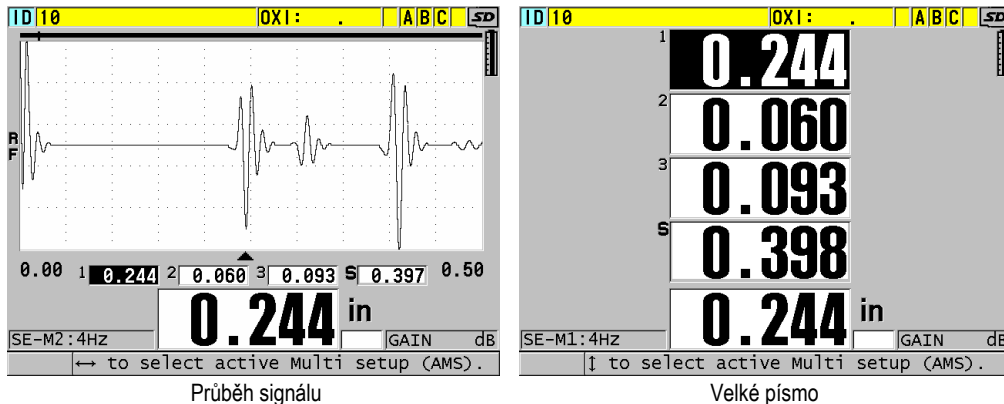 ID 10 OXI: . A B C SD
RF
0.00 1 0.244 2 0.060 3 0.093 S 0.397 0.50
0.244 in
SE-M2:4Hz GAIN dB
↔ to select active Multi setup (AMS).
Průběh signálu
ID 10 OXI: . A B C SD
1 0.244
2 0.060
3 0.093
S 0.398
0.244 in
SE-M1:4Hz GAIN dB
↕ to select active Multi setup (AMS).
Velké písmo